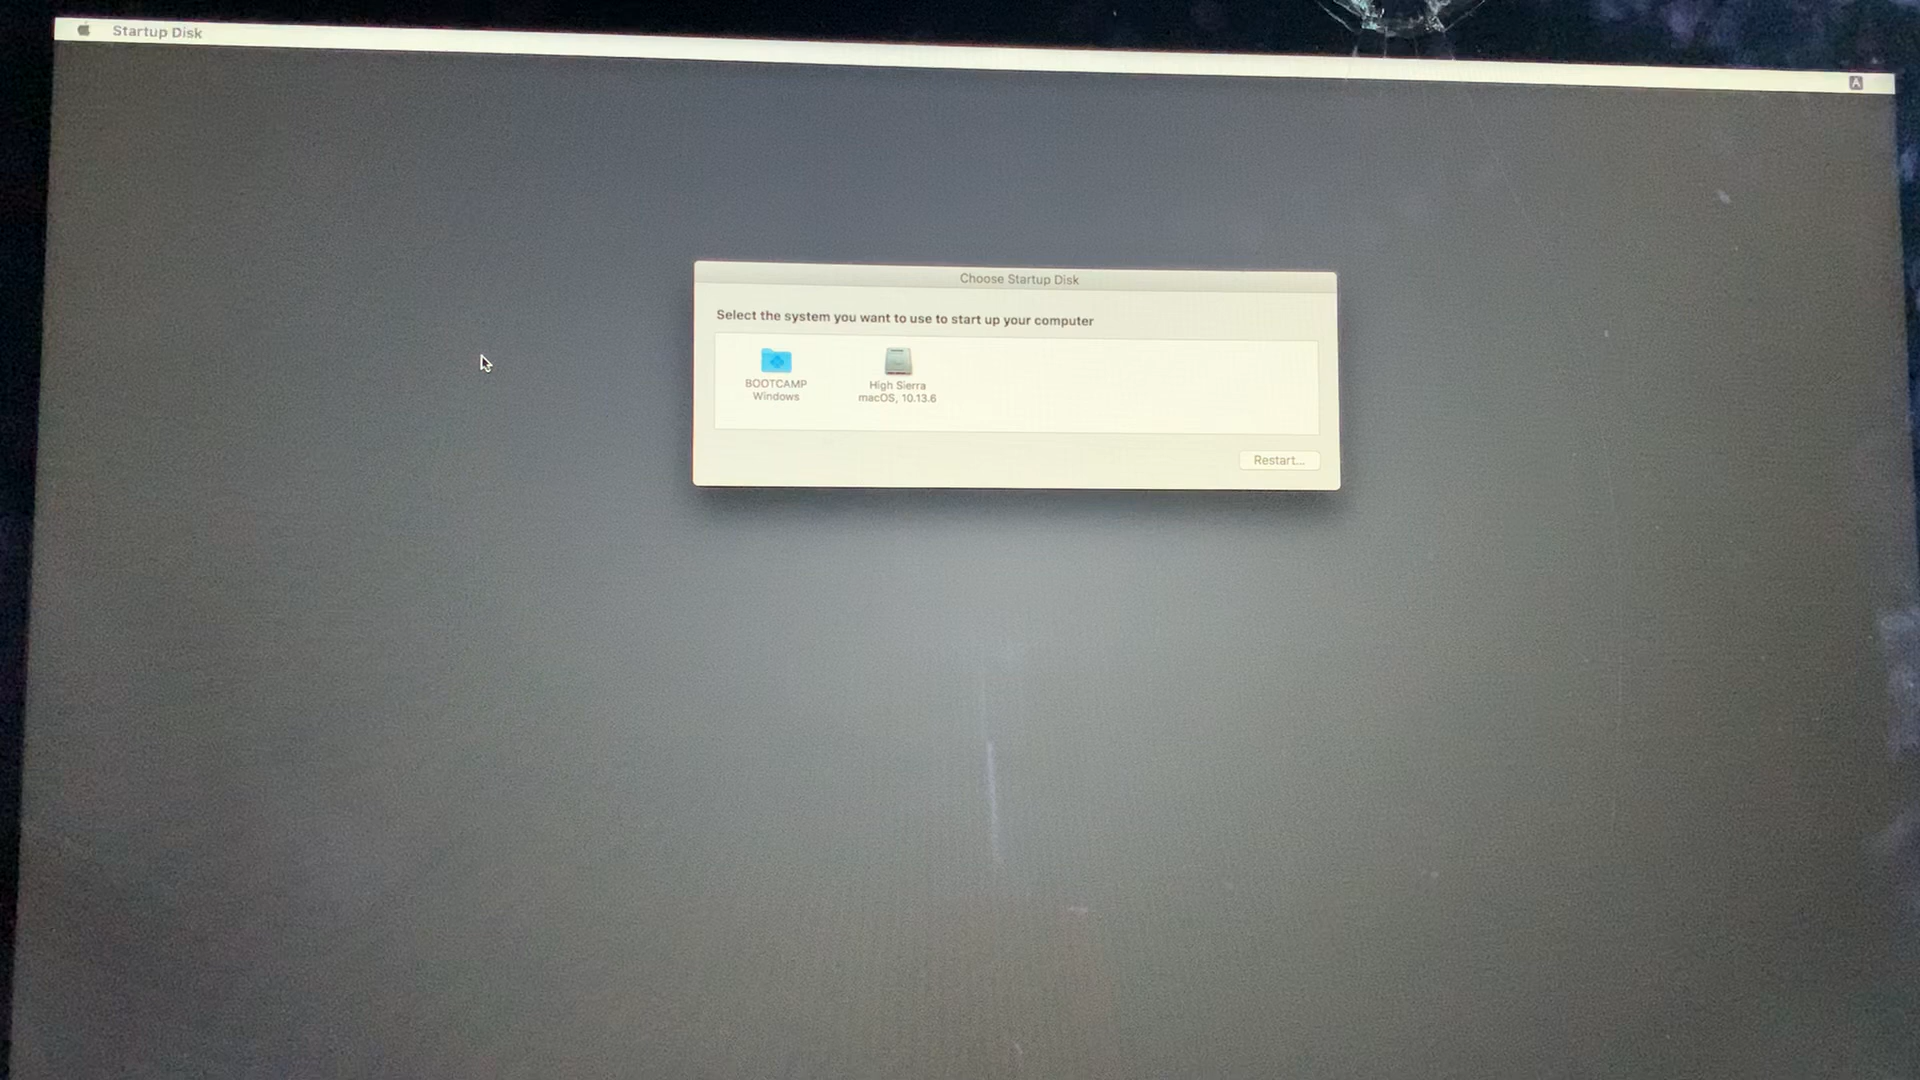 Startup Disk
A
Choose Startup Disk
Select the system you want to use to start up your computer
BOOTCAMP
Windows
High Sierra
macOS, 10.13.6
Restart...